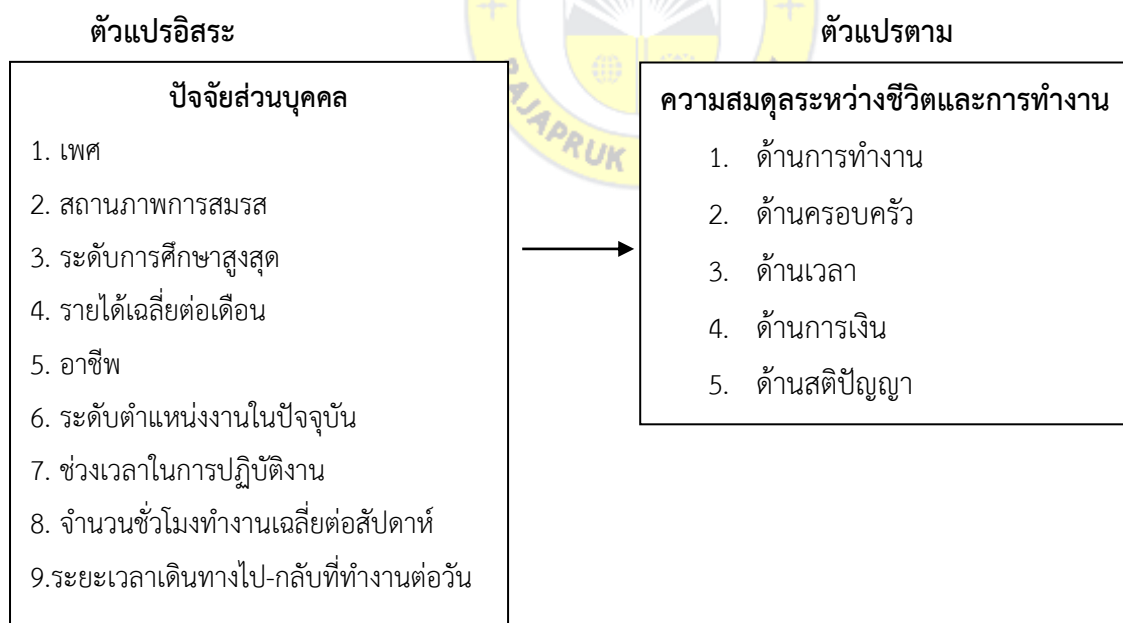 ตัวแปรอิสระ
ตัวแปรตาม
ปัจจัยส่วนบุคคล
1. เพศ
2. สถานภาพการสมรส
3. ระดับการศึกษาสูงสุด
4. รายได้เฉลี่ยต่อเดือน
5. อาชีพ
6. ระดับตำแหน่งงานในปัจจุบัน
7. ช่วงเวลาในการปฏิบัติงาน
8. จำนวนชั่วโมงทำงานเฉลี่ยต่อสัปดาห์
9.ระยะเวลาเดินทางไป-กลับที่ทำงานต่อวัน
ความสมดุลระหว่างชีวิตและการทำงาน
1. ด้านการทำงาน
2. ด้านครอบครัว
3. ด้านเวลา
4. ด้านการเงิน
5. ด้านสติปัญญา
RAJAPRUK